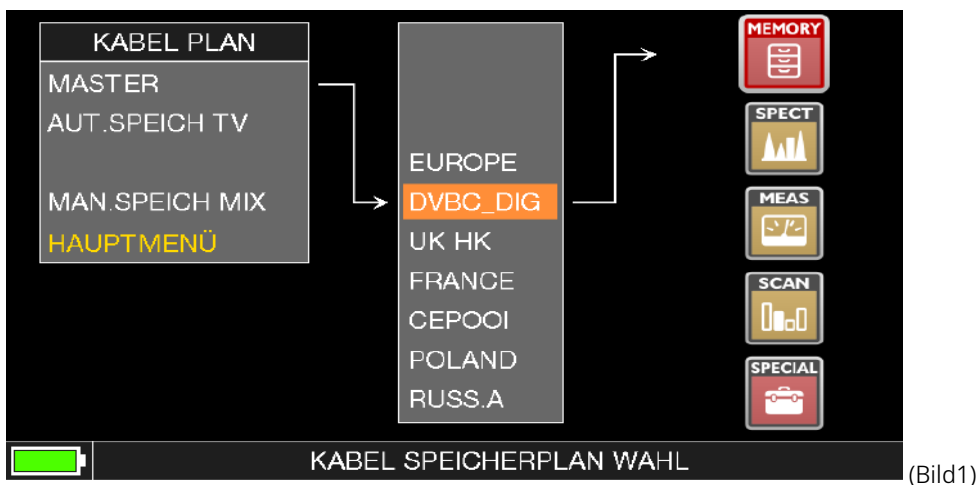 KABEL PLAN
MASTER
AUT.SPEICH TV
MAN.SPEICH MIX
HAUPTMENÜ
EUROPE
DVBC_DIG
UK HK
FRANCE
CEPOOI
POLAND
RUSS.A
MEMORY
SPECT
MEAS
SCAN
SPECIAL
KABEL SPEICHERPLAN WAHL
(Bild1)